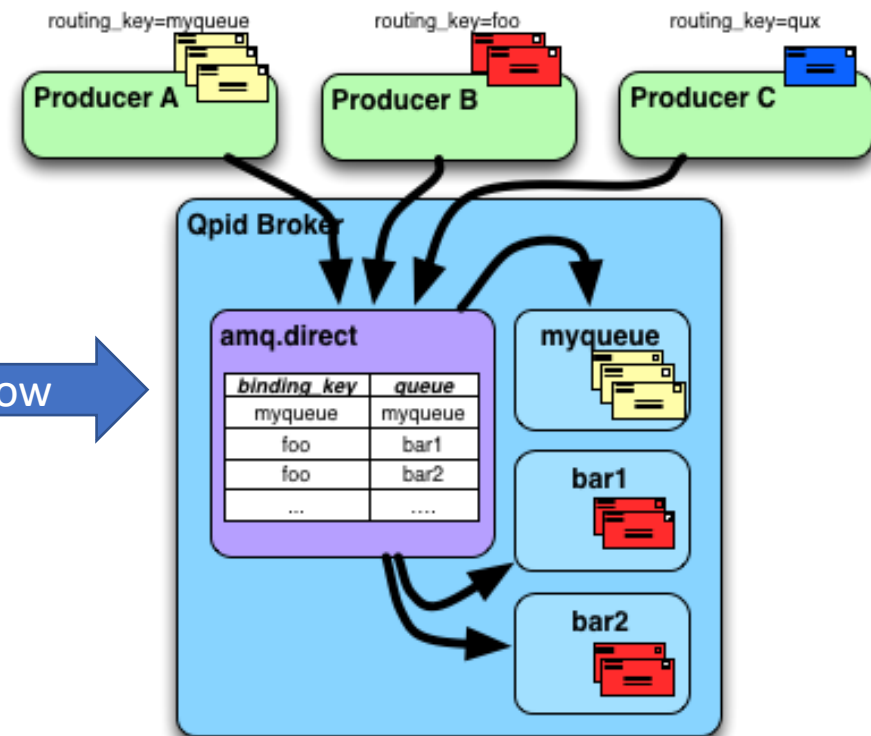 routing_key=myqueue routing_key=foo routing_key=qux
Producer A Producer B Producer C
Qpid Broker
amq.direct
binding_key queue
myqueue myqueue
foo bar1
foo bar2
... ....
myqueue
bar1
bar2
ow